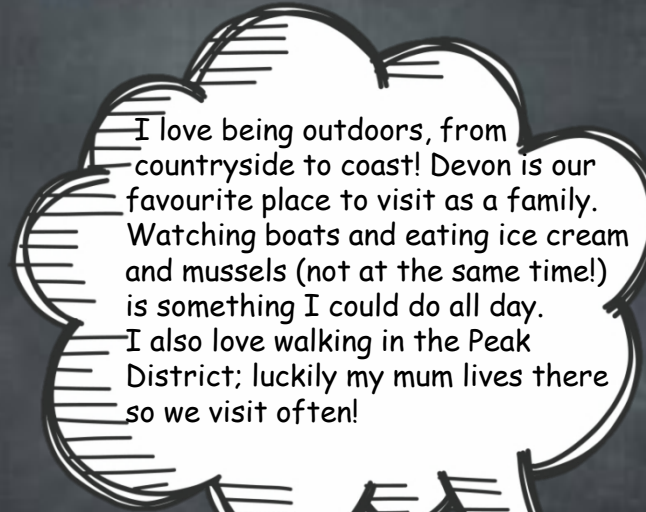 I love being outdoors, from
countryside to coast! Devon is our
favourite place to visit as a family.
Watching boats and eating ice cream
and mussels (not at the same time!)
is something I could do all day.
I also love walking in the Peak
District; luckily my mum lives there
so we visit often!